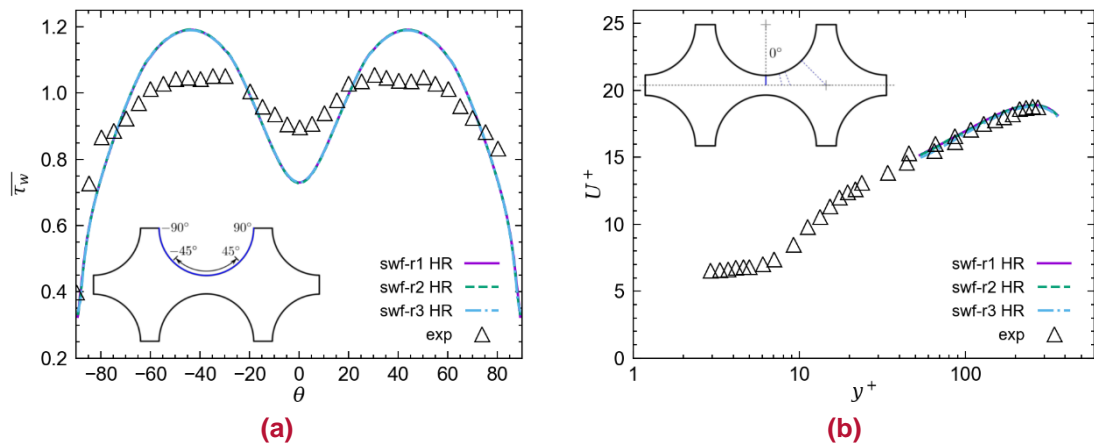 1.2
1.0
0.8
0.6
0.4
0.2
$\overline{\tau_w}$
−90°
90°
−45°
45°
swf-r1 HR
swf-r2 HR
swf-r3 HR
exp
−80 −60 −40 −20 0 20 40 60 80
θ
(a)
25
20
15
10
5
0
U⁺
0°
swf-r1 HR
swf-r2 HR
swf-r3 HR
exp
1 10 100
y⁺
(b)